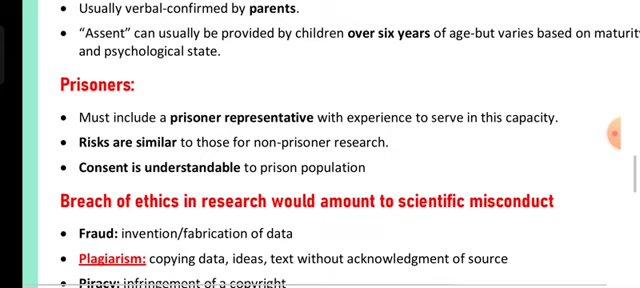 • Usually verbal-confirmed by parents.
• “Assent” can usually be provided by children over six years of age-but varies based on maturit
and psychological state.
Prisoners:
• Must include a prisoner representative with experience to serve in this capacity.
• Risks are similar to those for non-prisoner research.
• Consent is understandable to prison population
Breach of ethics in research would amount to scientific misconduct
• Fraud: invention/fabrication of data
• Plagiarism: copying data, ideas, text without acknowledgment of source
• Piracy: infringement of a copyright